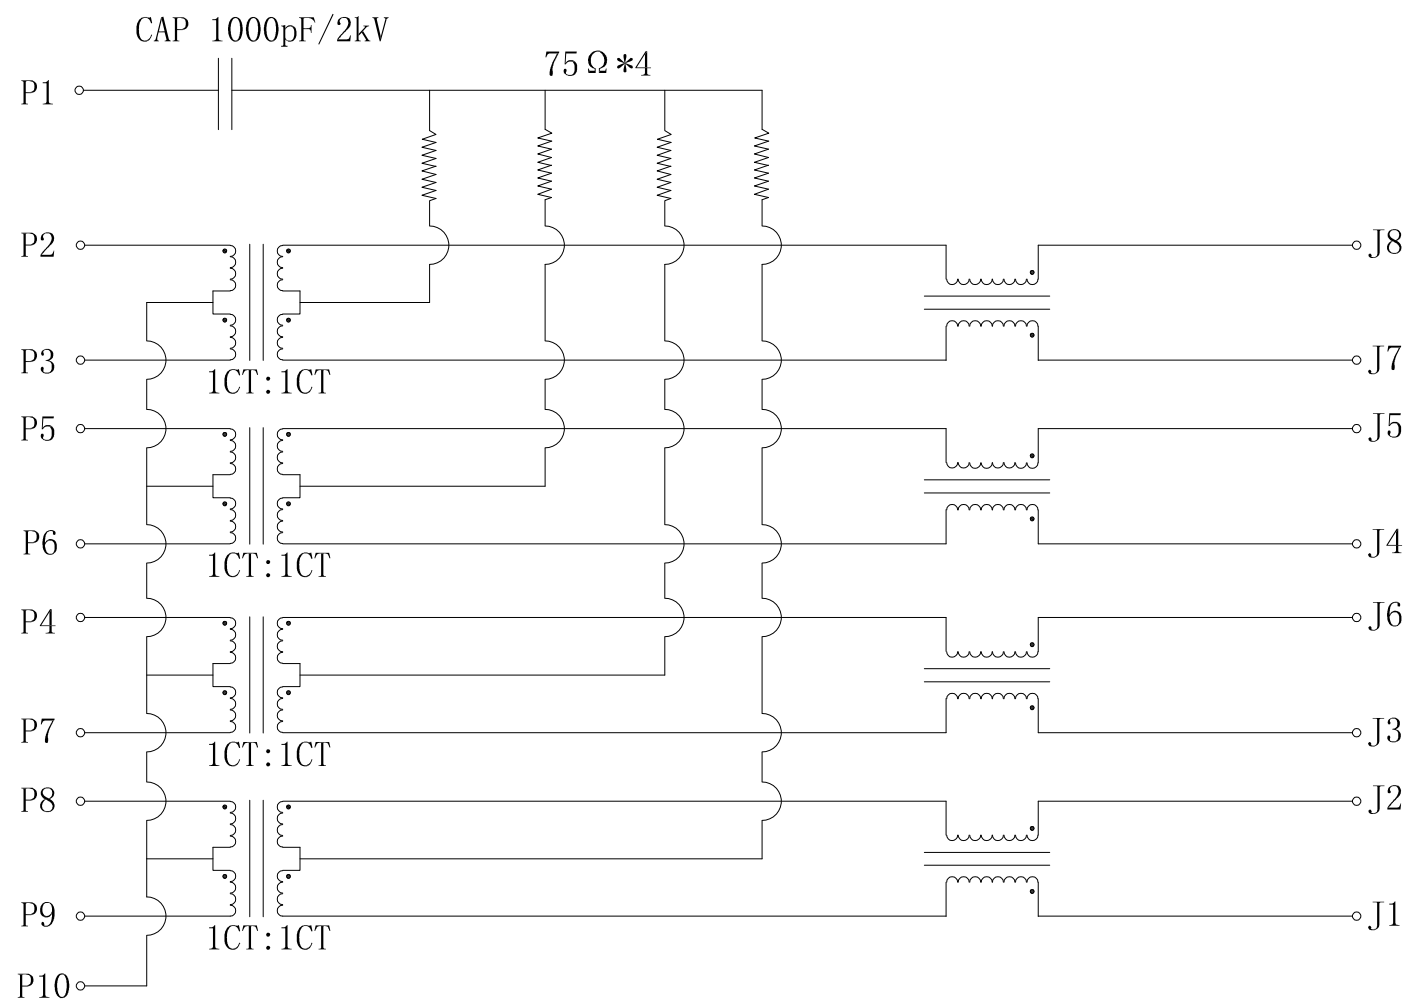 CAP 1000pF/2kV
75Ω*4
P1
P2
J8
P3
J7
1CT:1CT
P5
J5
P6
J4
1CT:1CT
P4
J6
P7
J3
1CT:1CT
P8
J2
P9
J1
1CT:1CT
P10